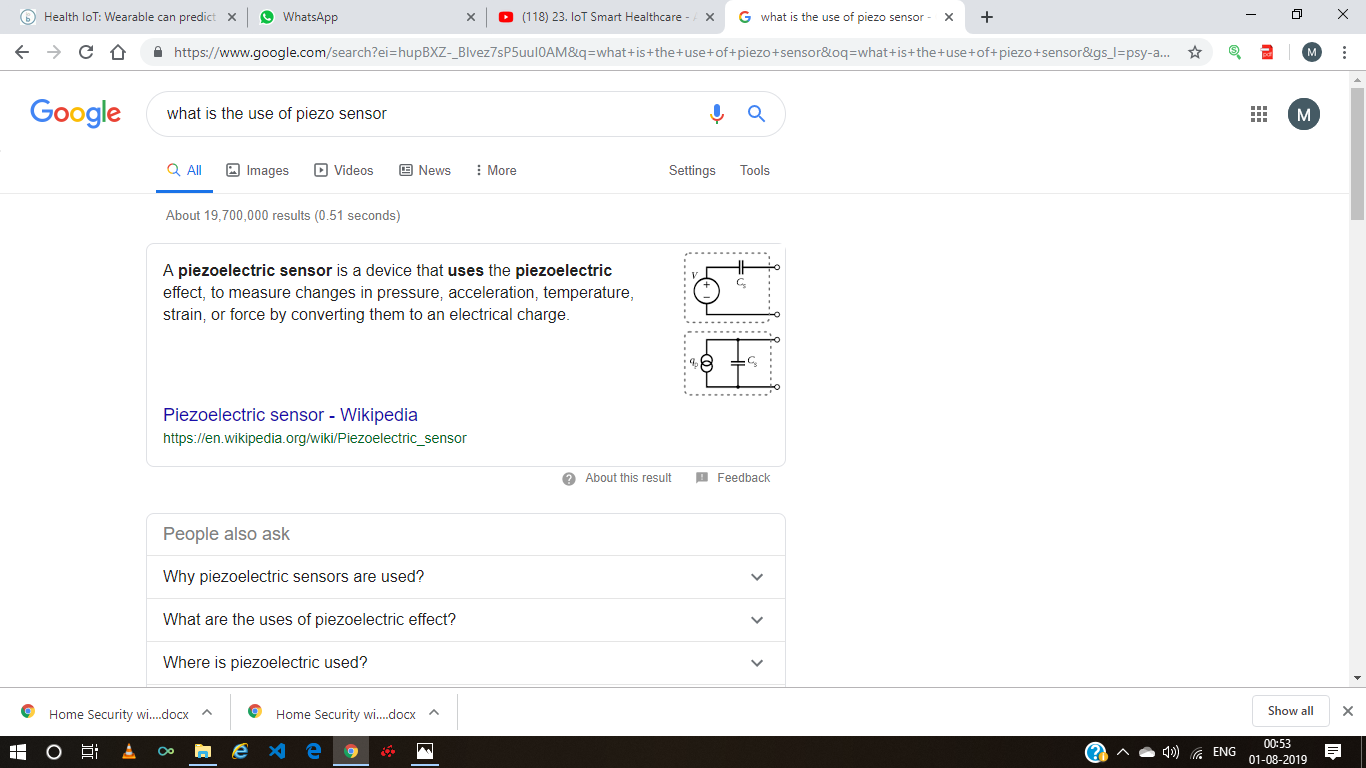 Health IoT: Wearable can predict
WhatsApp
(118) 23. IoT Smart Healthcare - A
what is the use of piezo sensor -
https://www.google.com/search?ei=hupBXZ-_BIvez7sP5uuI0AM&q=what+is+the+use+of+piezo+sensor&oq=what+is+the+use+of+piezo+sensor&gs_l=psy-a...
M
Google
what is the use of piezo sensor
M
All
Images
Videos
News
More
Settings
Tools
About 19,700,000 results (0.51 seconds)
A piezoelectric sensor is a device that uses the piezoelectric
effect, to measure changes in pressure, acceleration, temperature,
strain, or force by converting them to an electrical charge.
V
Cs
qp
Cs
Piezoelectric sensor - Wikipedia
https://en.wikipedia.org/wiki/Piezoelectric_sensor
About this result
Feedback
People also ask
Why piezoelectric sensors are used?
What are the uses of piezoelectric effect?
Where is piezoelectric used?
Home Security wi....docx
Home Security wi....docx
Show all
ENG
00:53
01-08-2019